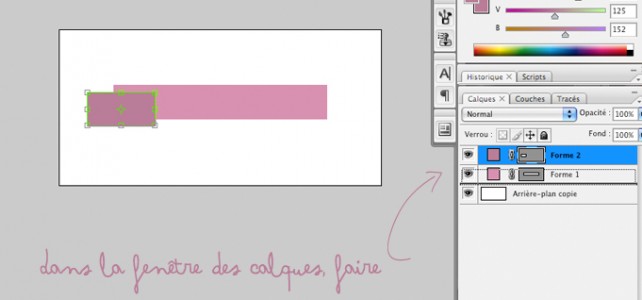 V 125
B 152
Historique × Scripts
Calques × Couches Tracés
Normal Opacité : 100%
Verrou : Fond : 100%
Forme 2
Forme 1
Arrière-plan copie
A
¶
dans la fenêtre des calques, faire